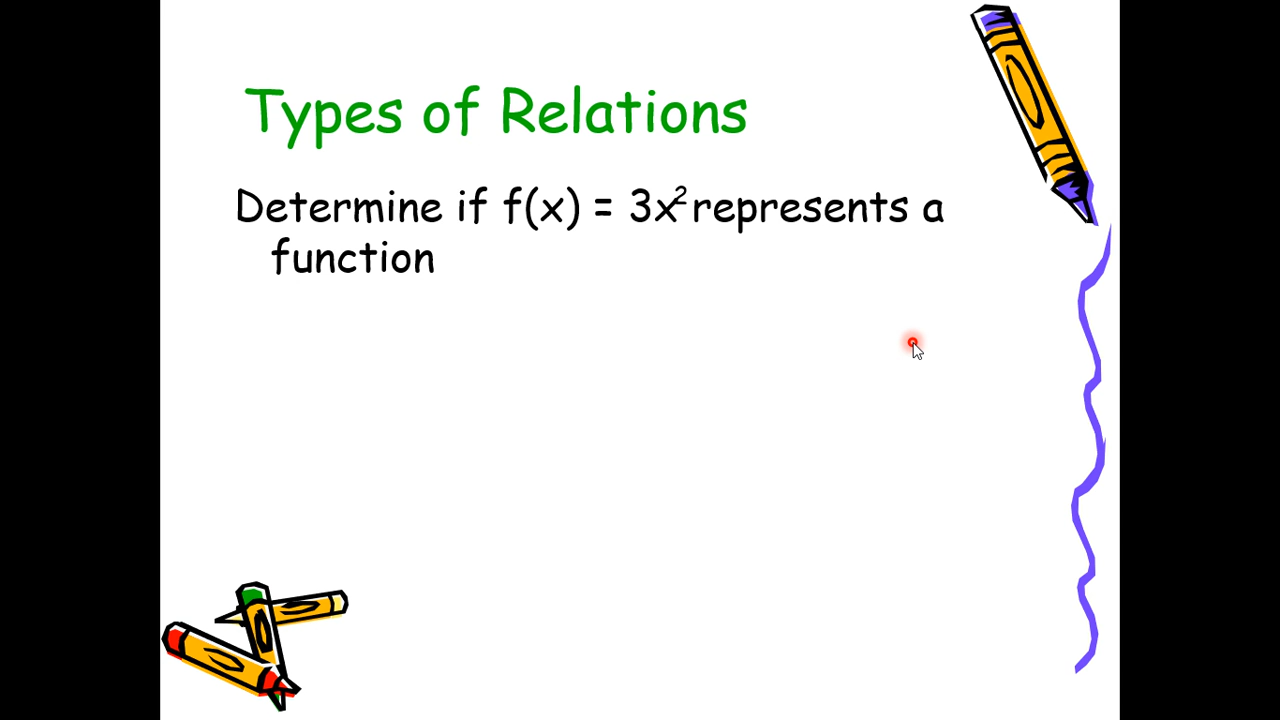 Types of Relations
Determine if f(x) = 3x² represents a
function